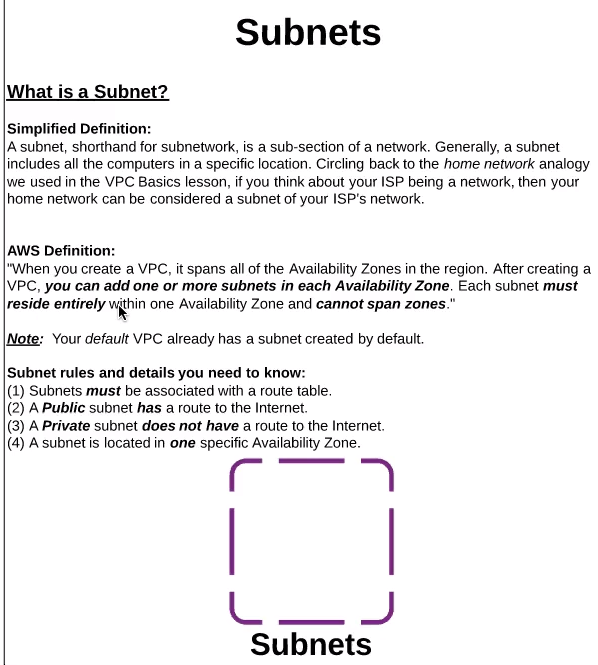 Subnets
What is a Subnet?
Simplified Definition:
A subnet, shorthand for subnetwork, is a sub-section of a network. Generally, a subnet
includes all the computers in a specific location. Circling back to the home network analogy
we used in the VPC Basics lesson, if you think about your ISP being a network, then your
home network can be considered a subnet of your ISP's network.
AWS Definition:
"When you create a VPC, it spans all of the Availability Zones in the region. After creating a
VPC, you can add one or more subnets in each Availability Zone. Each subnet must
reside entirely within one Availability Zone and cannot span zones."
Note: Your default VPC already has a subnet created by default.
Subnet rules and details you need to know:
(1) Subnets must be associated with a route table.
(2) A Public subnet has a route to the Internet.
(3) A Private subnet does not have a route to the Internet.
(4) A subnet is located in one specific Availability Zone.
Subnets